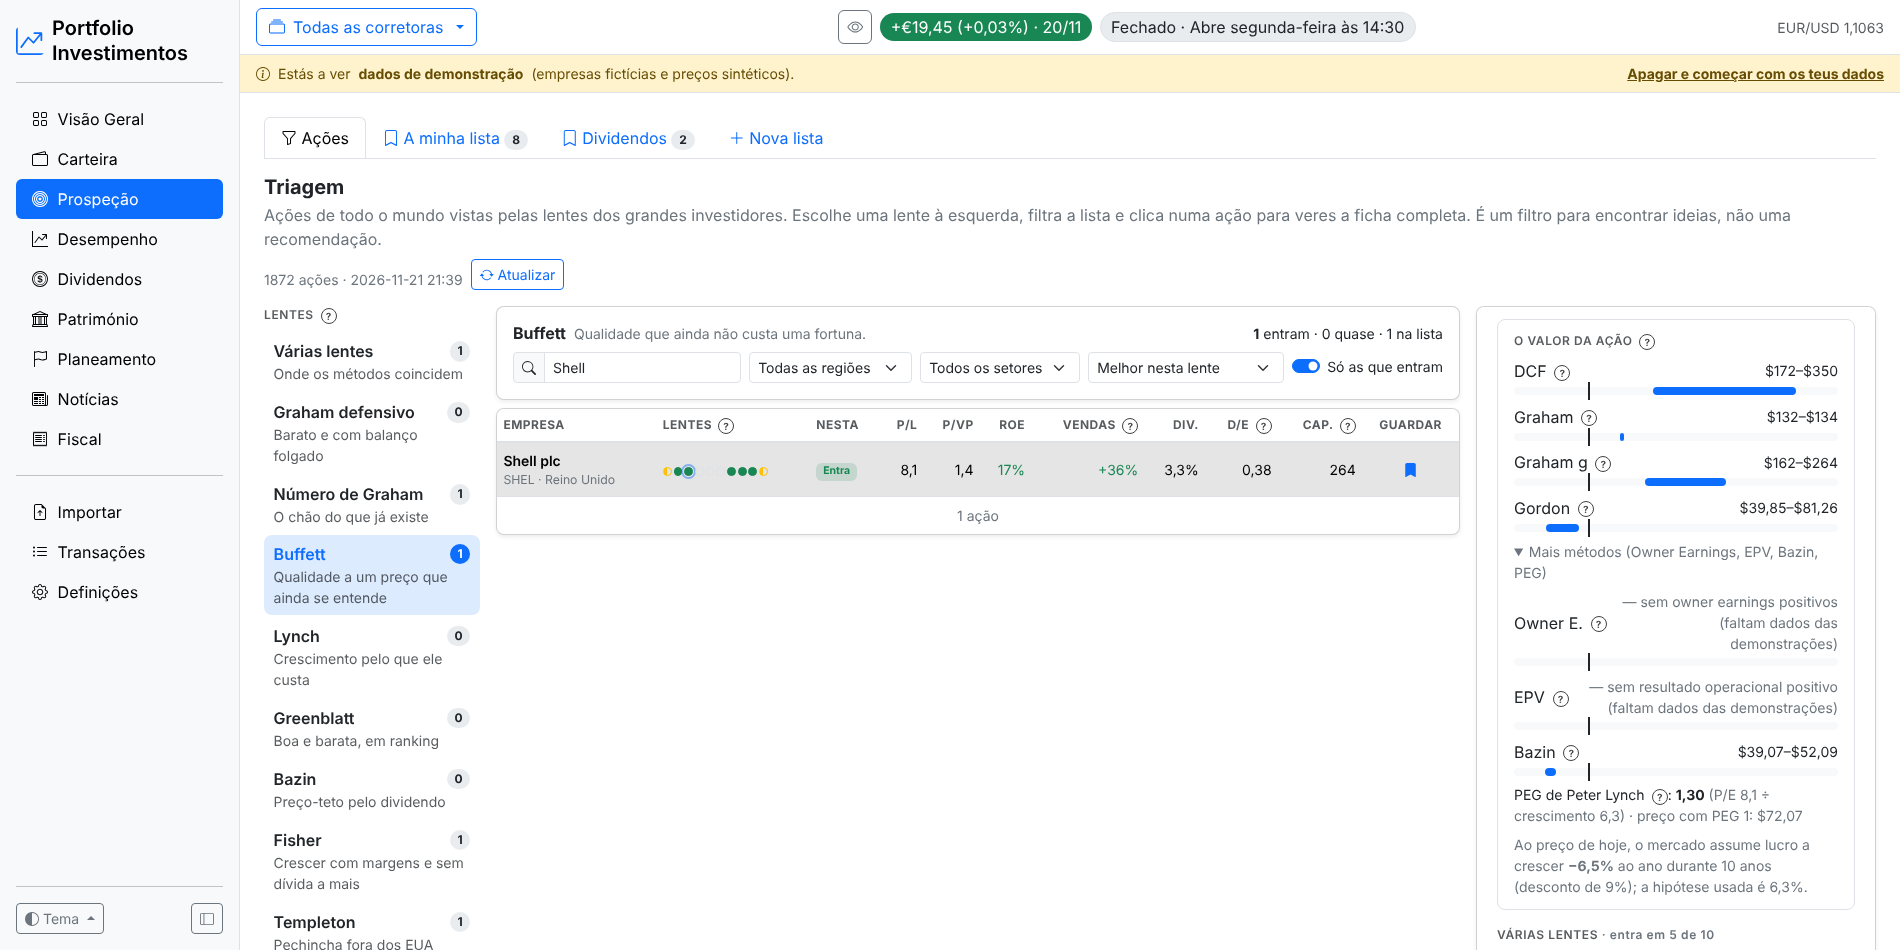 Portfolio
Investimentos
Visão Geral
Carteira
Prospeção
Desempenho
Dividendos
Património
Planeamento
Notícias
Fiscal
Importar
Transações
Definições
Tema
Todas as corretoras
+€19,45 (+0,03%) · 20/11
Fechado · Abre segunda-feira às 14:30
EUR/USD 1,1063
Estás a ver dados de demonstração (empresas fictícias e preços sintéticos).
Apagar e começar com os teus dados
Ações
A minha lista 8
Dividendos 2
+ Nova lista
Triagem
Ações de todo o mundo vistas pelas lentes dos grandes investidores. Escolhe uma lente à esquerda, filtra a lista e clica numa ação para veres a ficha completa. É um filtro para encontrar ideias, não uma
recomendação.
1872 ações · 2026-11-21 21:39
Atualizar
LENTES ?
Várias lentes 1
Onde os métodos coincidem
Graham defensivo 0
Barato e com balanço
folgado
Número de Graham 1
O chão do que já existe
Buffett 1
Qualidade a um preço que
ainda se entende
Lynch 0
Crescimento pelo que ele
custa
Greenblatt 0
Boa e barata, em ranking
Bazin 0
Preço-teto pelo dividendo
Fisher 1
Crescer com margens e sem
dívida a mais
Templeton 1
Pechincha fora dos EUA
Buffett Qualidade que ainda não custa uma fortuna.
1 entram · 0 quase · 1 na lista
Shell
Todas as regiões
Todos os setores
Melhor nesta lente
Só as que entram
EMPRESA LENTES ? NESTA P/L P/VP ROE VENDAS ? DIV. D/E ? CAP. ? GUARDAR
Shell plc
SHEL · Reino Unido
Entra 8,1 1,4 17% +36% 3,3% 0,38 264
1 ação
O VALOR DA AÇÃO ?
DCF ? $172–$350
Graham ? $132–$134
Graham g ? $162–$264
Gordon ? $39,85–$81,26
▼ Mais métodos (Owner Earnings, EPV, Bazin,
PEG)
Owner E. ?
— sem owner earnings positivos
(faltam dados das
demonstrações)
EPV ?
— sem resultado operacional positivo
(faltam dados das demonstrações)
Bazin ? $39,07–$52,09
PEG de Peter Lynch ?: 1,30 (P/E 8,1 ÷
crescimento 6,3) · preço com PEG 1: $72,07
Ao preço de hoje, o mercado assume lucro a
crescer −6,5% ao ano durante 10 anos
(desconto de 9%); a hipótese usada é 6,3%.
VÁRIAS LENTES · entra em 5 de 10